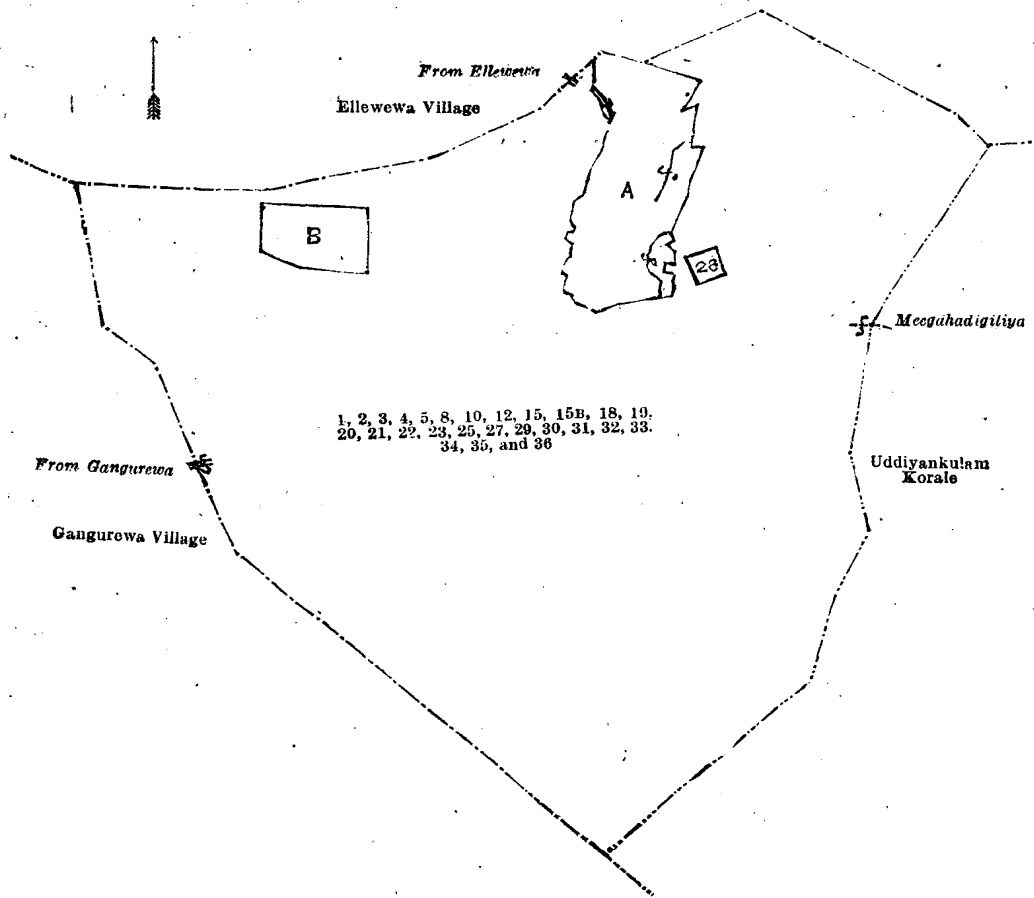 From Ellewewa
Ellewewa Village
A
B
26
Meegahadigiliya
1, 2, 3, 4, 5, 8, 10, 12, 15, 15B, 18, 19,
20, 21, 22, 23, 25, 27, 29, 30, 31, 32, 33,
34, 35, and 36
From Gangurewa
Uddiyankulam
Korale
Gangurewa Village